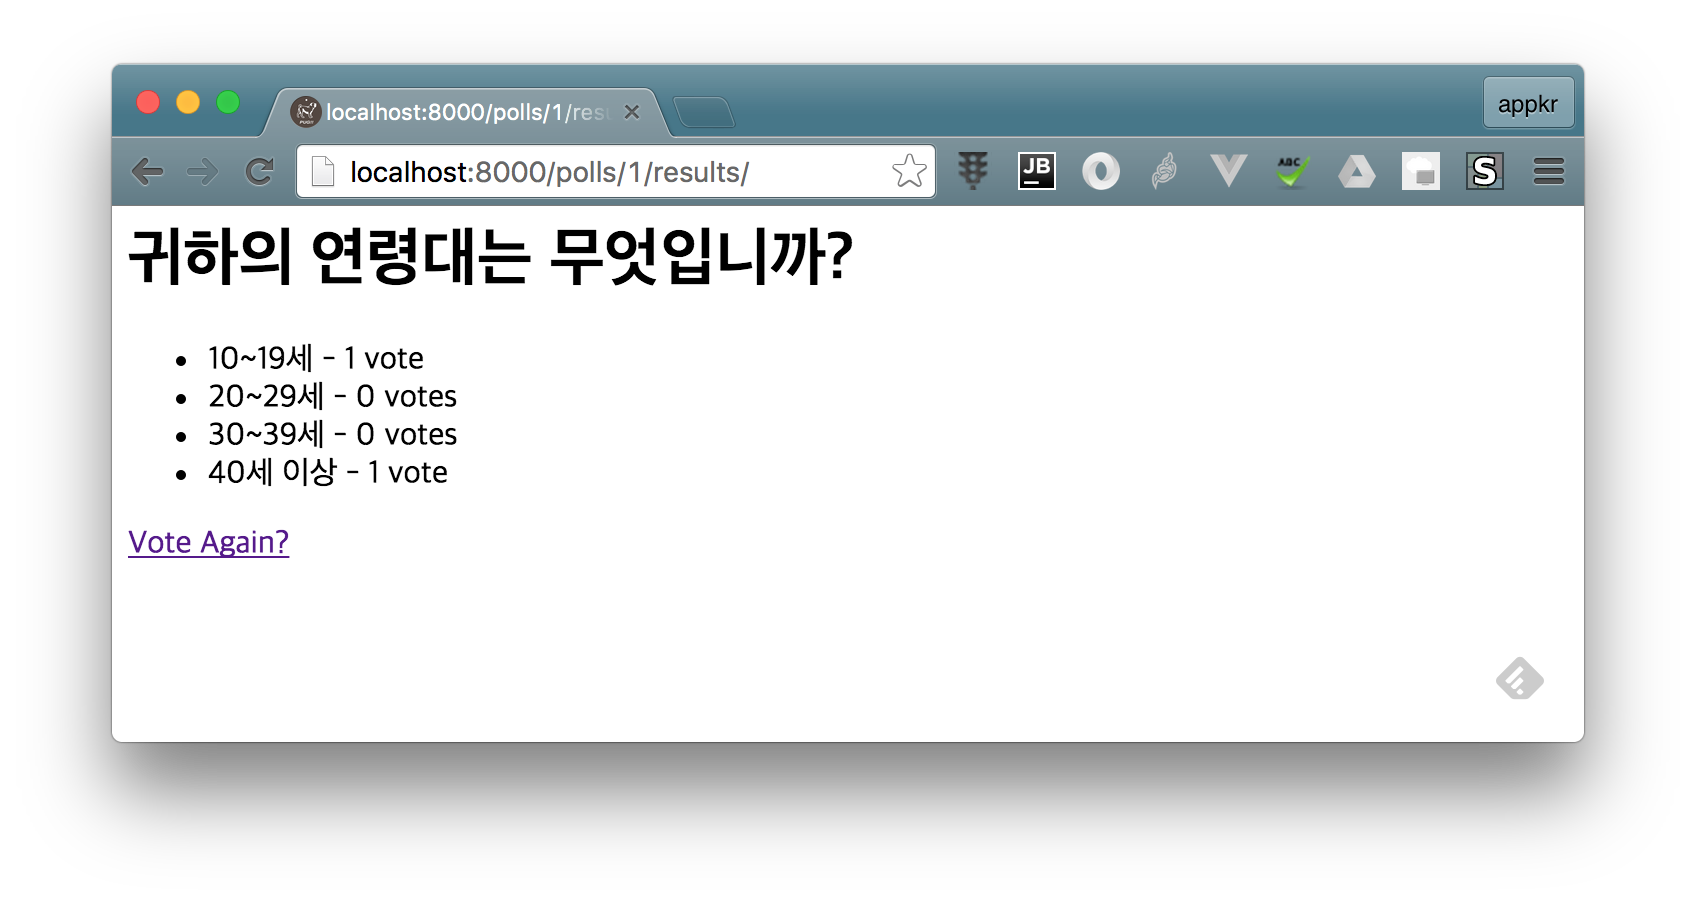 localhost:8000/polls/1/res
appkr
localhost:8000/polls/1/results/
JB
ABC
S
귀하의 연령대는 무엇입니까?
10~19세 - 1 vote
20~29세 - 0 votes
30~39세 - 0 votes
40세 이상 - 1 vote
Vote Again?